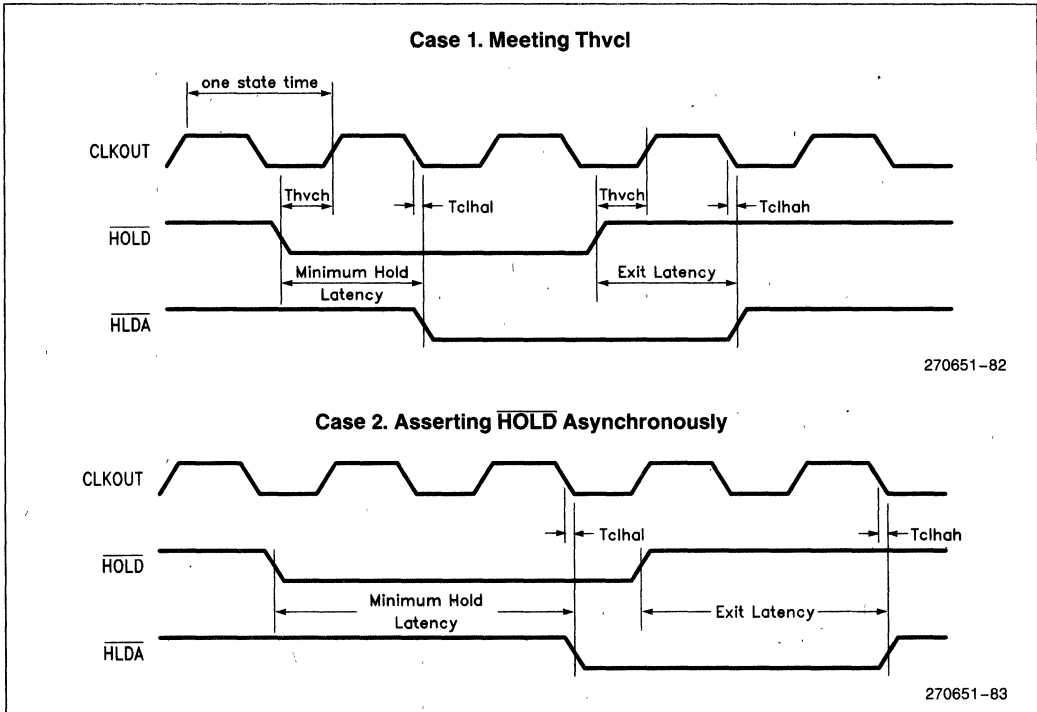 Case 1. Meeting Thvcl
one state time
CLKOUT
Thvch
Tclhal
Thvch
Tclhah
HOLD
Minimum Hold
Latency
Exit Latency
HLDA
270651-82
Case 2. Asserting HOLD Asynchronously
CLKOUT
Tclhal
Tclhah
HOLD
Minimum Hold
Latency
Exit Latency
HLDA
270651-83